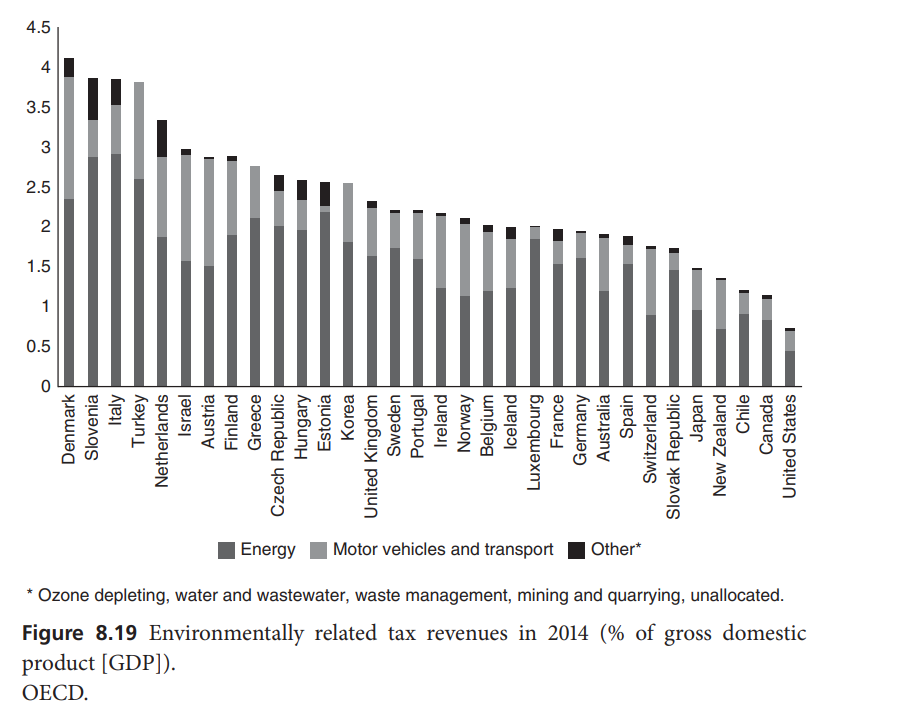 4.5
4
3.5
3
2.5
2
1.5
1
0.5
0
Denmark
Slovenia
Italy
Turkey
Netherlands
Israel
Austria
Finland
Greece
Czech Republic
Hungary
Estonia
Korea
United Kingdom
Sweden
Portugal
Ireland
Norway
Belgium
Iceland
Luxembourg
France
Germany
Australia
Spain
Switzerland
Slovak Republic
Japan
New Zealand
Chile
Canada
United States
Energy Motor vehicles and transport Other*
* Ozone depleting, water and wastewater, waste management, mining and quarrying, unallocated.
Figure 8.19 Environmentally related tax revenues in 2014 (% of gross domestic
product [GDP]).
OECD.